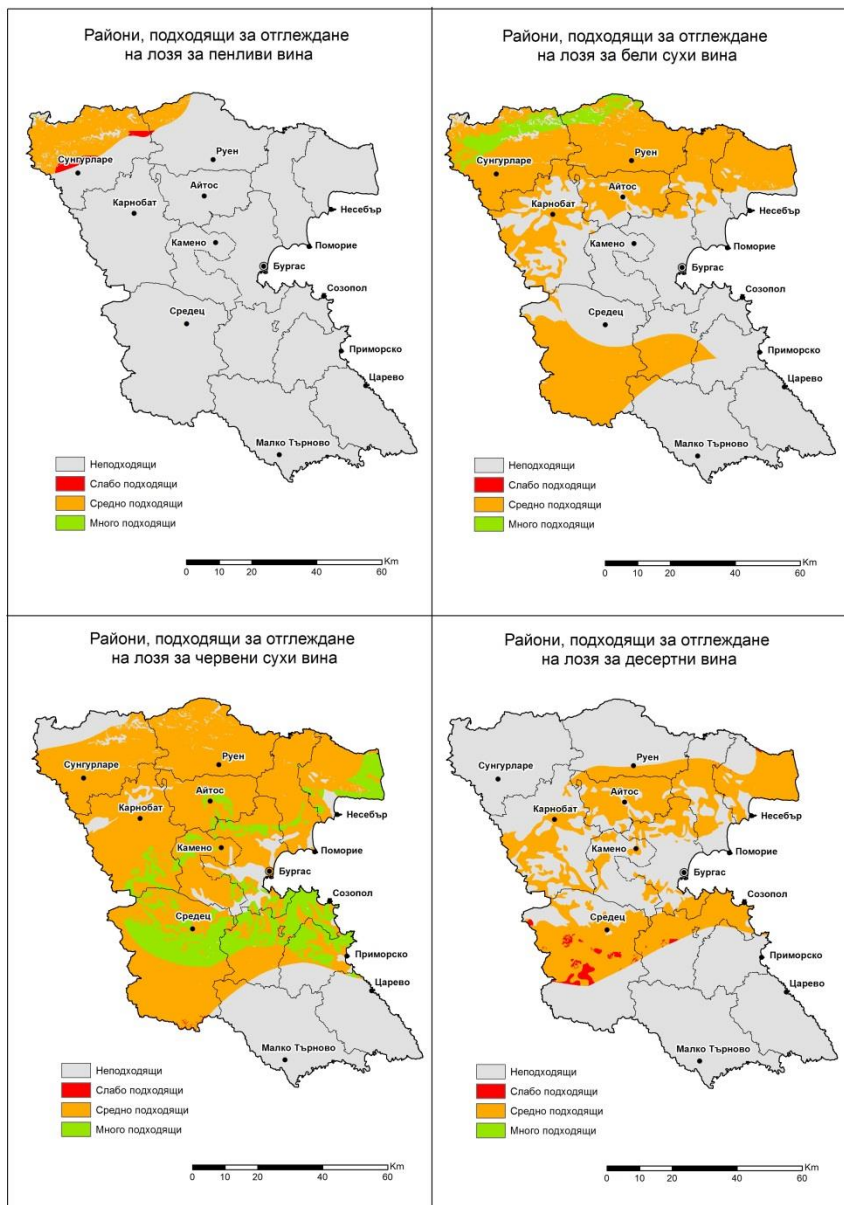 Райони, подходящи за отглеждане
на лозя за пенливи вина
Сунгурларе
Руен
Айтос
Карнобат
Несебър
Камено
Поморие
Бургас
Созопол
Средец
Приморско
Царево
Малко Търново
Неподходящи
Слабо подходящи
Средно подходящи
Много подходящи
Km
0 10 20 40 60
Райони, подходящи за отглеждане
на лозя за бели сухи вина
Сунгурларе
Руен
Айтос
Карнобат
Несебър
Камено
Поморие
Бургас
Созопол
Средец
Приморско
Царево
Малко Търново
Неподходящи
Слабо подходящи
Средно подходящи
Много подходящи
Km
0 10 20 40 60
Райони, подходящи за отглеждане
на лозя за червени сухи вина
Руен
Сунгурларе
Айтос
Карнобат
Несебър
Камено
Поморие
Бургас
Созопол
Средец
Приморско
Царево
Малко Търново
Неподходящи
Слабо подходящи
Средно подходящи
Много подходящи
Km
0 10 20 40 60
Райони, подходящи за отглеждане
на лозя за десертни вина
Руен
Сунгурларе
Айтос
Карнобат
Несебър
Камено
Поморие
Бургас
Созопол
Средец
Приморско
Царево
Малко Търново
Неподходящи
Слабо подходящи
Средно подходящи
Много подходящи
Km
0 10 20 40 60